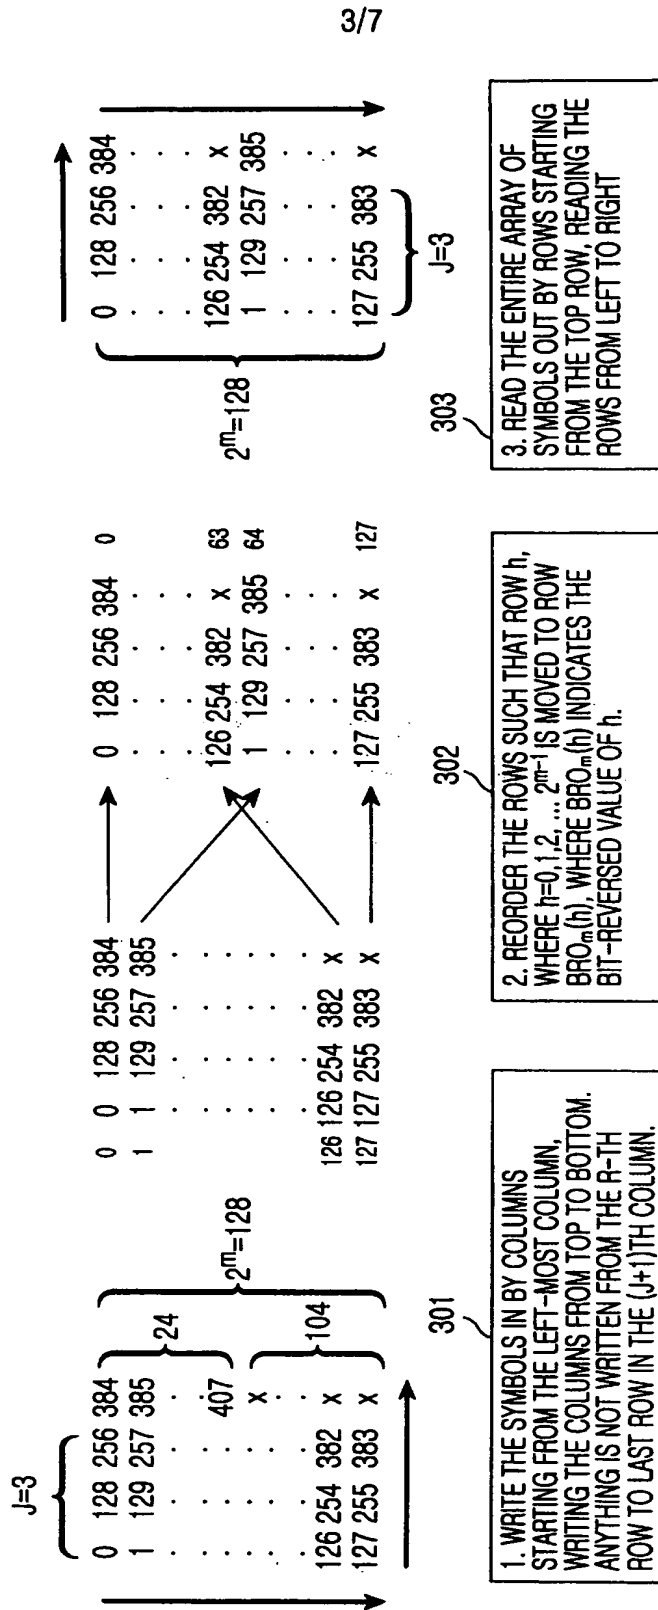 3/7
J=3
0 128 256 384
1 129 257 385
. . . .
. . . 407
. . . X
126 254 382 X
127 255 383 X
24
104
2^m=128
301
1. WRITE THE SYMBOLS IN BY COLUMNS
STARTING FROM THE LEFT-MOST COLUMN,
WRITING THE COLUMNS FROM TOP TO BOTTOM.
ANYTHING IS NOT WRITTEN FROM THE R-TH
ROW TO LAST ROW IN THE (J+1)TH COLUMN.
0 0 128 256 384
1 1 129 257 385
. . . .
126 126 254 382 X
127 127 255 383 X
0 128 256 384 0
. . . .
126 254 382 X 63
1 129 257 385 64
. . . .
127 255 383 X 127
302
2. REORDER THE ROWS SUCH THAT ROW h,
WHERE h=0,1,2, ... 2^m-1 IS MOVED TO ROW
BRO_m(h), WHERE BRO_m(h) INDICATES THE
BIT-REVERSED VALUE OF h.
2^m=128
0 128 256 384
. . . .
126 254 382 X
1 129 257 385
. . . .
127 255 383 X
J=3
303
3. READ THE ENTIRE ARRAY OF
SYMBOLS OUT BY ROWS STARTING
FROM THE TOP ROW, READING THE
ROWS FROM LEFT TO RIGHT